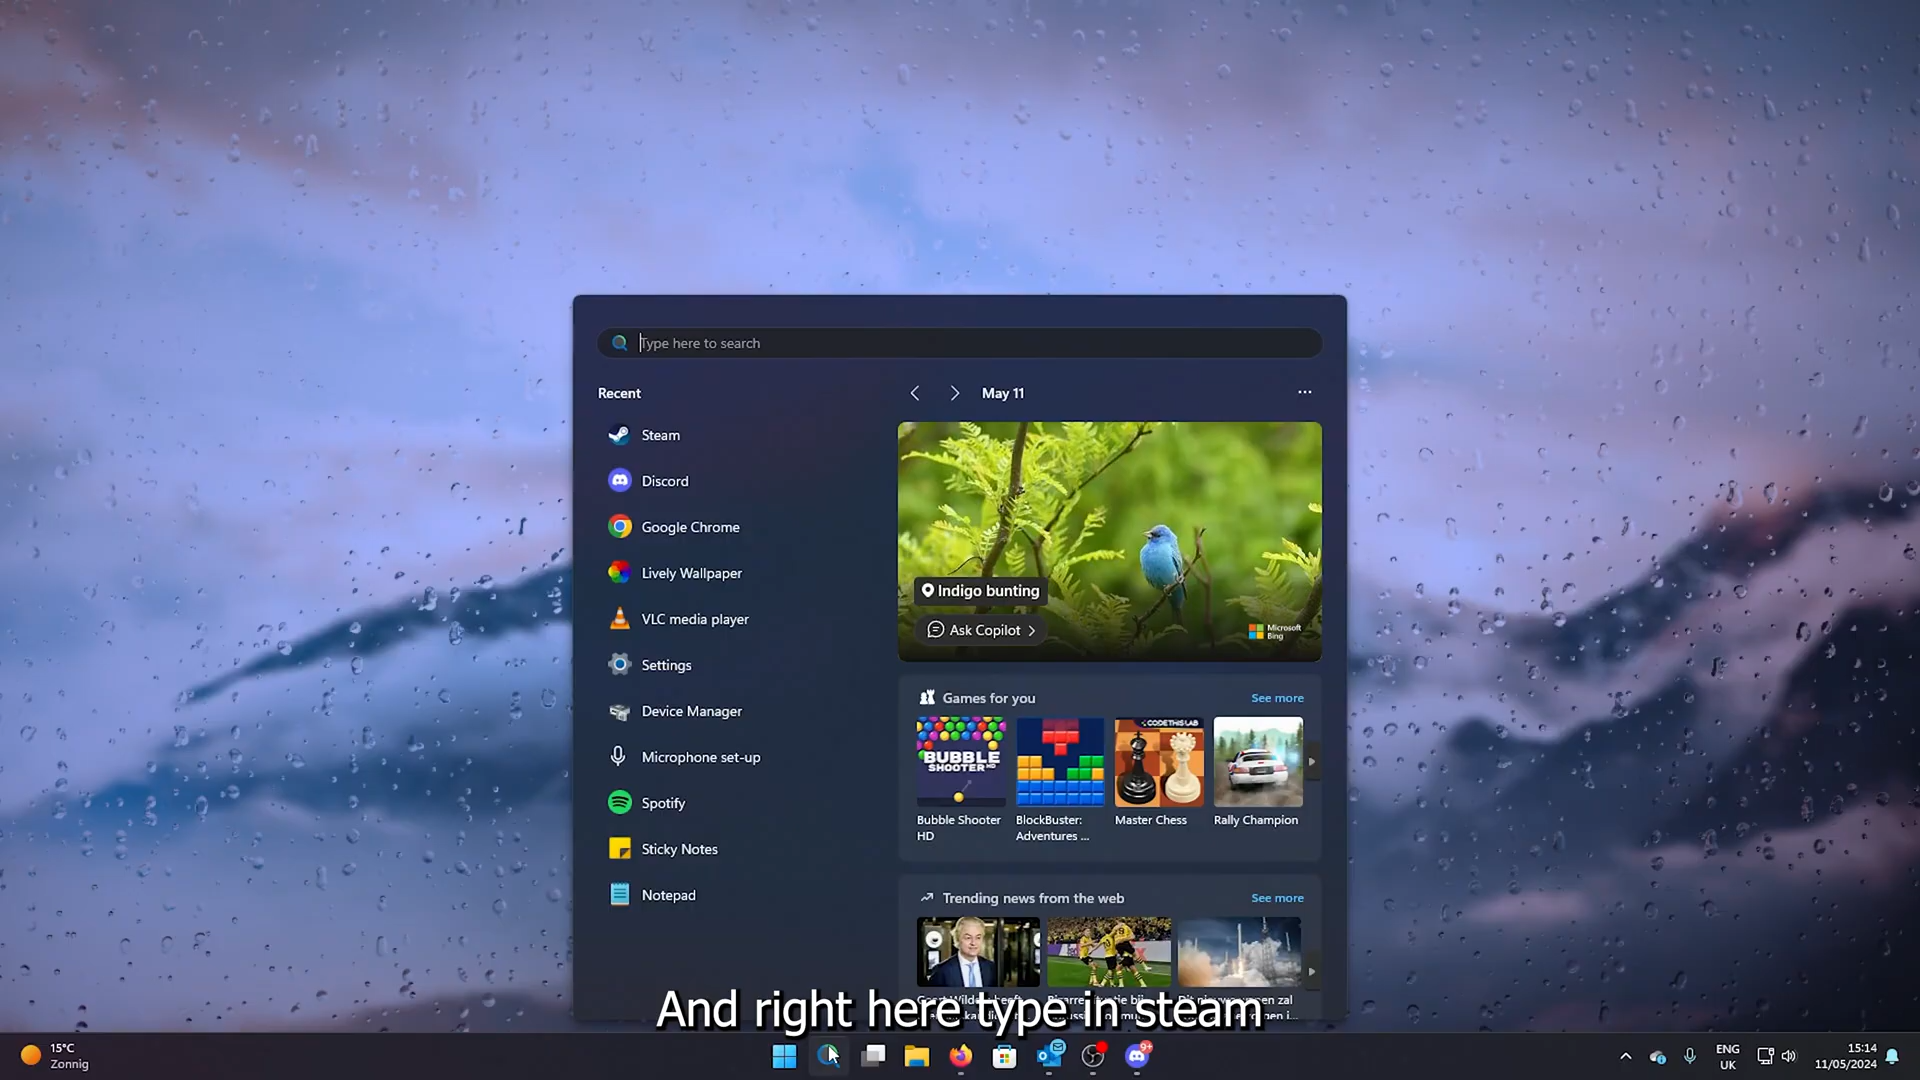 Type here to search
Recent
May 11
Steam
Discord
Google Chrome
Lively Wallpaper
VLC media player
Settings
Device Manager
Microphone set-up
Spotify
Sticky Notes
Notepad
Indigo bunting
Ask Copilot
Microsoft
Bing
Games for you
See more
BUBBLE
SHOOTER HD
CODETHISLAB
Bubble Shooter
HD
BlockBuster:
Adventures ...
Master Chess
Rally Champion
Trending news from the web
See more
And right here type in steam
15°C
Zonnig
9+
ENG
UK
15:14
11/05/2024